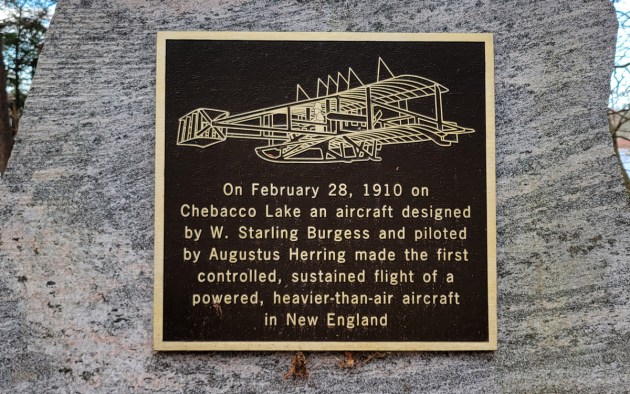 On February 28, 1910 on
Chebacco Lake an aircraft designed
by W. Starling Burgess and piloted
by Augustus Herring made the first
controlled, sustained flight of a
powered, heavier-than-air aircraft
in New England